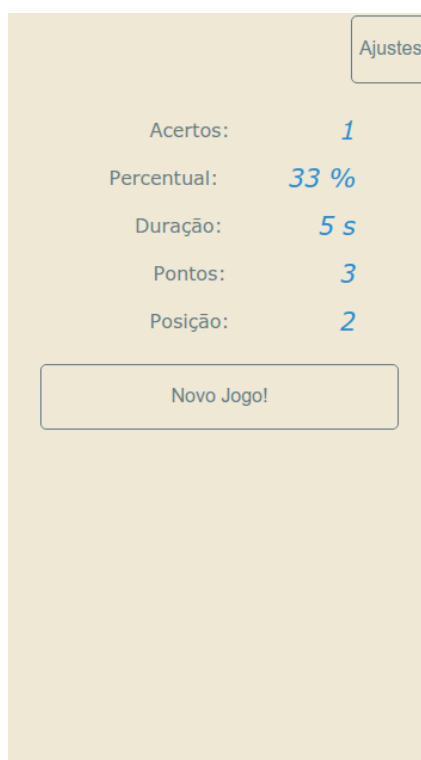 Ajustes
Acertos: 1
Percentual: 33 %
Duração: 5 s
Pontos: 3
Posição: 2
Novo Jogo!